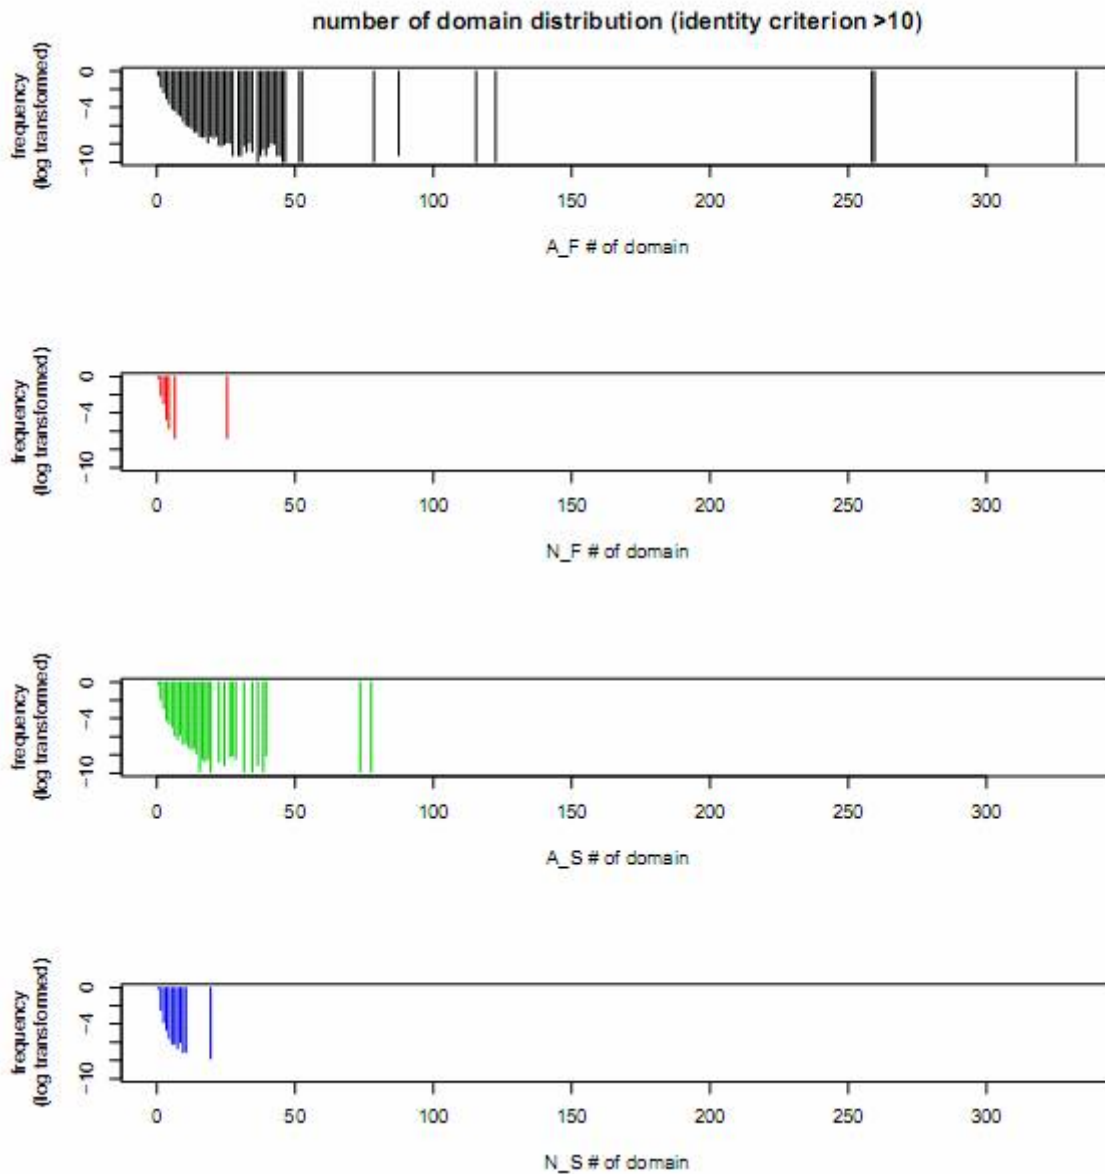 number of domain distribution (identity criterion >10)
frequency
(log transformed)
0
-4
-10
0 50 100 150 200 250 300
A_F # of domain
frequency
(log transformed)
0
-4
-10
0 50 100 150 200 250 300
N_F # of domain
frequency
(log transformed)
0
-4
-10
0 50 100 150 200 250 300
A_S # of domain
frequency
(log transformed)
0
-4
-10
0 50 100 150 200 250 300
N_S # of domain